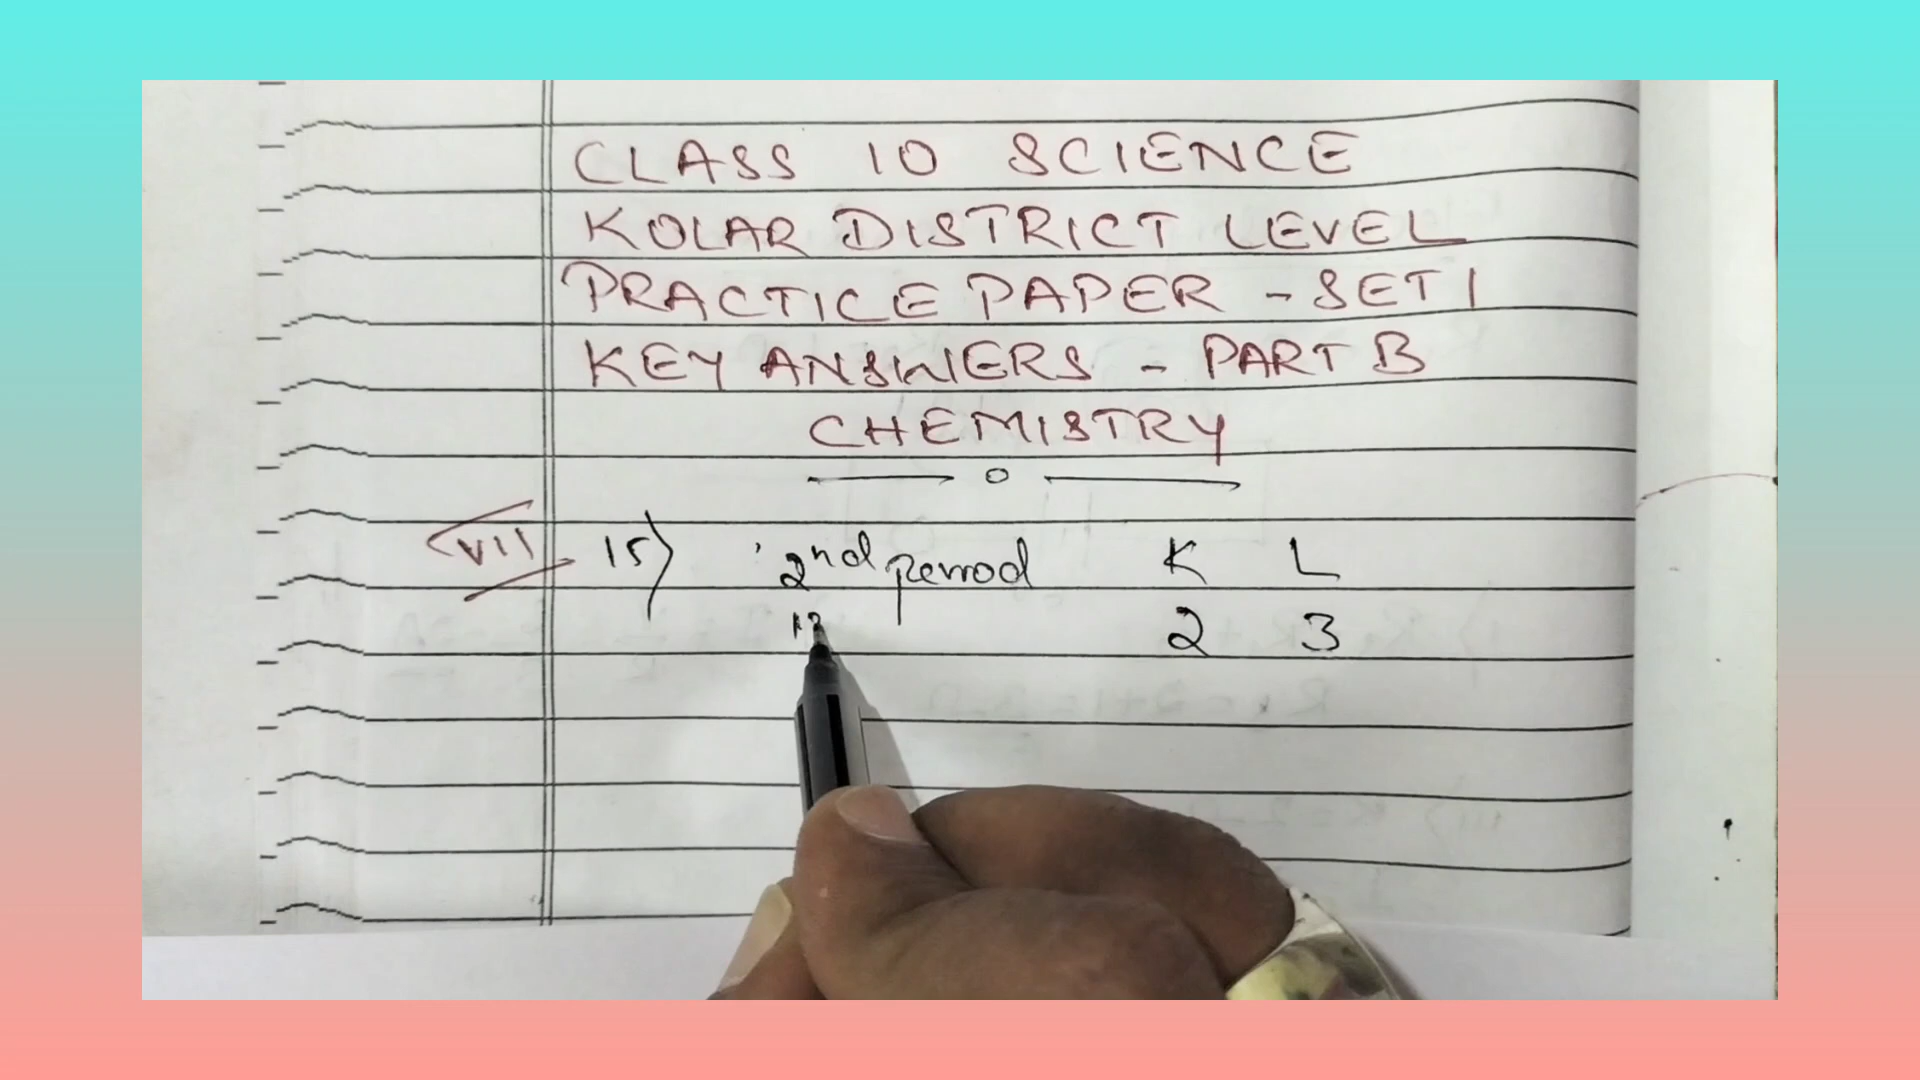 CLASS 10 SCIENCE
KOLAR DISTRICT LEVEL
PRACTICE PAPER - SET 1
KEY ANSWERS - PART B
CHEMISTRY
VII 15) 2nd period K L
13 2 3